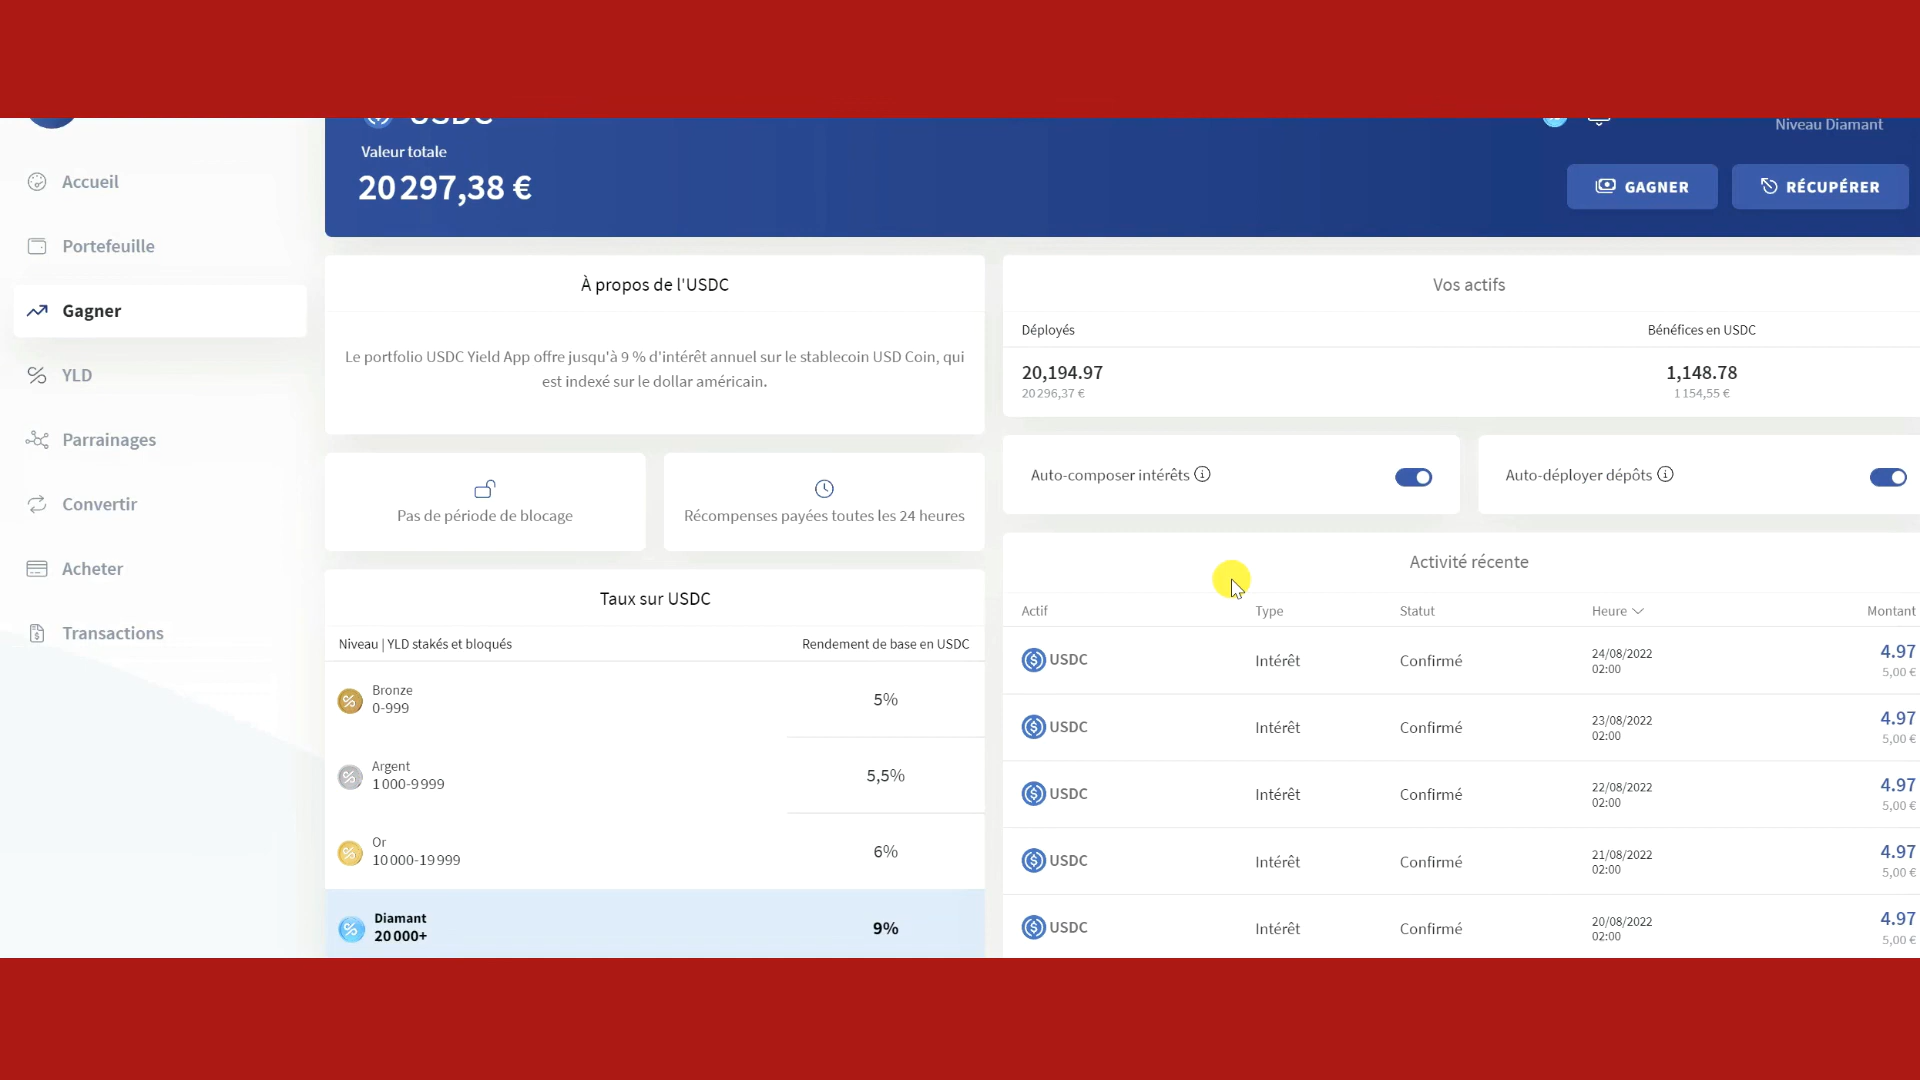 USDC
Niveau Diamant
Valeur totale
20 297,38 €
GAGNER
RÉCUPÉRER
Accueil
Portefeuille
Gagner
YLD
Parrainages
Convertir
Acheter
Transactions
À propos de l'USDC
Le portfolio USDC Yield App offre jusqu'à 9 % d'intérêt annuel sur le stablecoin USD Coin, qui
est indexé sur le dollar américain.
Pas de période de blocage
Récompenses payées toutes les 24 heures
Taux sur USDC
Niveau | YLD stakés et bloqués Rendement de base en USDC
Bronze
0-999
5%
Argent
1 000-9 999
5,5%
Or
10 000-19 999
6%
Diamant
20 000+
9%
Vos actifs
Déployés Bénéfices en USDC
20,194.97 1,148.78
20 296,37 € 1 154,55 €
Auto-composer intérêts
Auto-déployer dépôts
Activité récente
Actif Type Statut Heure Montant
USDC Intérêt Confirmé 24/08/2022 4.97
02:00 5,00 €
USDC Intérêt Confirmé 23/08/2022 4.97
02:00 5,00 €
USDC Intérêt Confirmé 22/08/2022 4.97
02:00 5,00 €
USDC Intérêt Confirmé 21/08/2022 4.97
02:00 5,00 €
USDC Intérêt Confirmé 20/08/2022 4.97
02:00 5,00 €